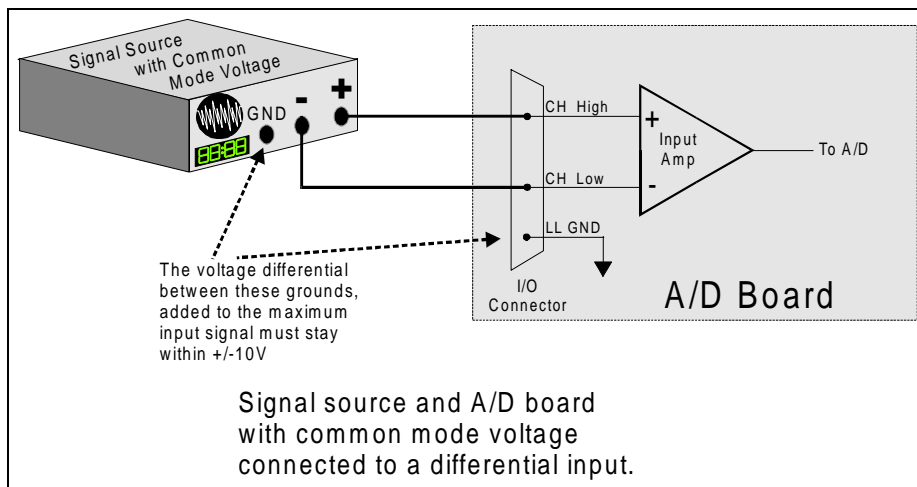 Signal Source
with Common
Mode Voltage
GND
-
+
88:88
CH High
CH Low
LL GND
+
-
Input
Amp
To A/D
I/O
Connector
A/D Board
The voltage differential
between these grounds,
added to the maximum
input signal must stay
within +/-10V
Signal source and A/D board
with common mode voltage
connected to a differential input.